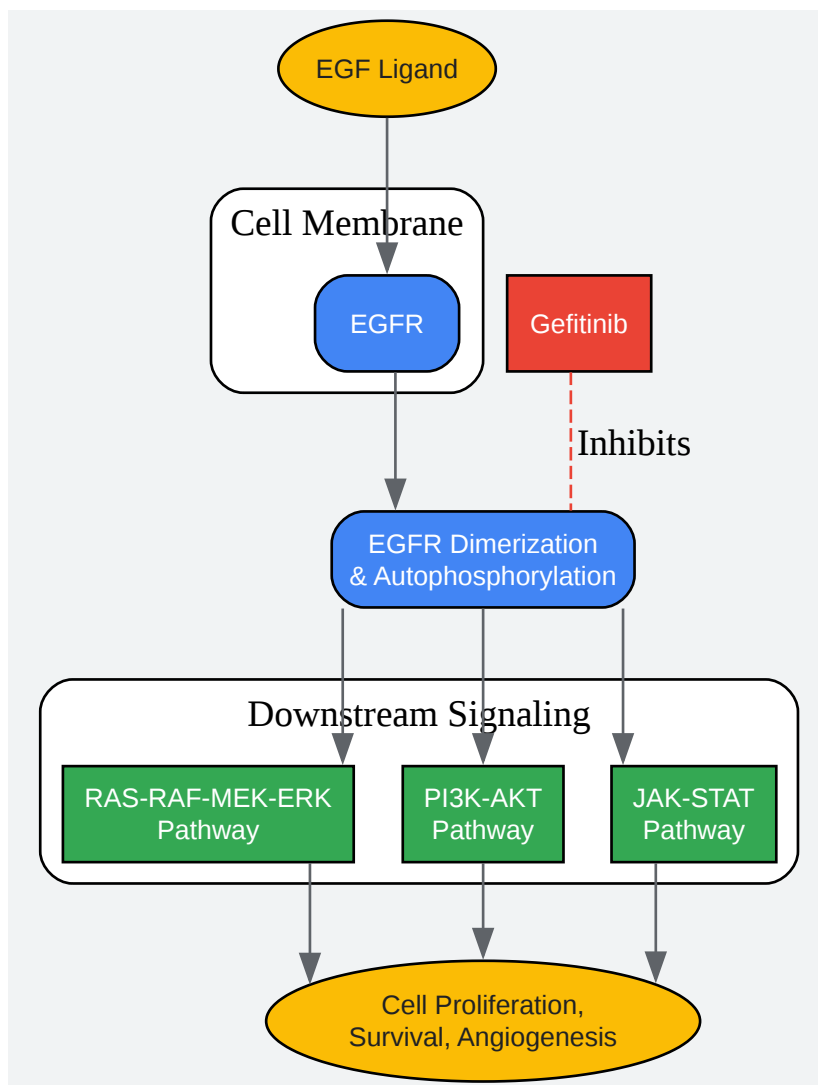 EGF Ligand
Cell Membrane
EGFR
Gefitinib
Inhibits
EGFR Dimerization
& Autophosphorylation
Downstream Signaling
RAS-RAF-MEK-ERK
Pathway
PI3K-AKT
Pathway
JAK-STAT
Pathway
Cell Proliferation,
Survival, Angiogenesis